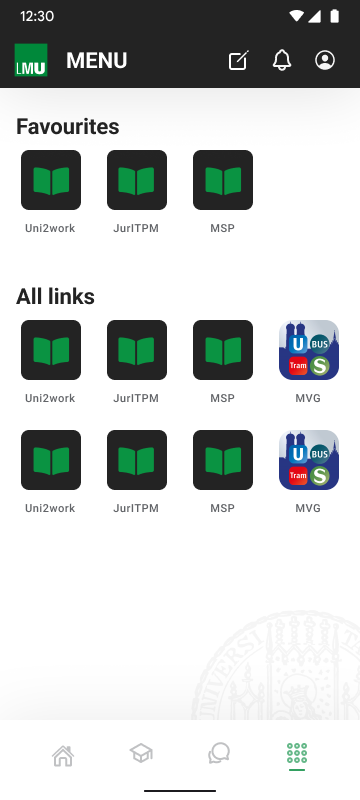 12:30
LMU MENU
Favourites
Uni2work JurITPM MSP
All links
U BUS
Tram S
Uni2work JurITPM MSP MVG
U BUS
Tram S
Uni2work JurITPM MSP MVG